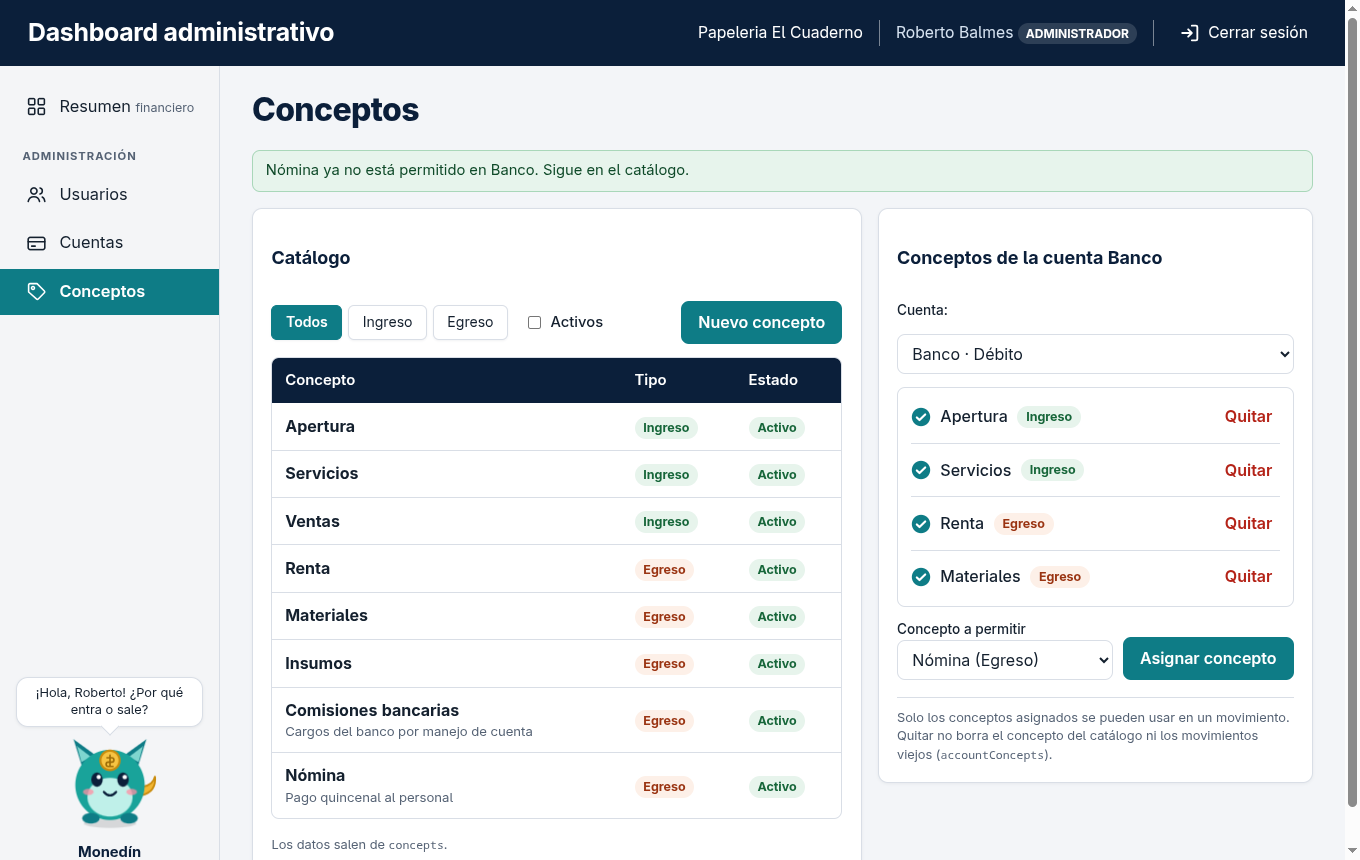 Dashboard administrativo
Papeleria El Cuaderno
Roberto Balmes ADMINISTRADOR
Cerrar sesión
Resumen financiero
ADMINISTRACIÓN
Usuarios
Cuentas
Conceptos
¡Hola, Roberto! ¿Por qué
entra o sale?
Monedín
Conceptos
Nómina ya no está permitido en Banco. Sigue en el catálogo.
Catálogo
Todos Ingreso Egreso Activos Nuevo concepto
Concepto Tipo Estado
Apertura Ingreso Activo
Servicios Ingreso Activo
Ventas Ingreso Activo
Renta Egreso Activo
Materiales Egreso Activo
Insumos Egreso Activo
Comisiones bancarias Egreso Activo
Cargos del banco por manejo de cuenta
Nómina Egreso Activo
Pago quincenal al personal
Los datos salen de concepts.
Conceptos de la cuenta Banco
Cuenta:
Banco · Débito
Apertura Ingreso Quitar
Servicios Ingreso Quitar
Renta Egreso Quitar
Materiales Egreso Quitar
Concepto a permitir
Nómina (Egreso) Asignar concepto
Solo los conceptos asignados se pueden usar en un movimiento.
Quitar no borra el concepto del catálogo ni los movimientos
viejos (accountConcepts).